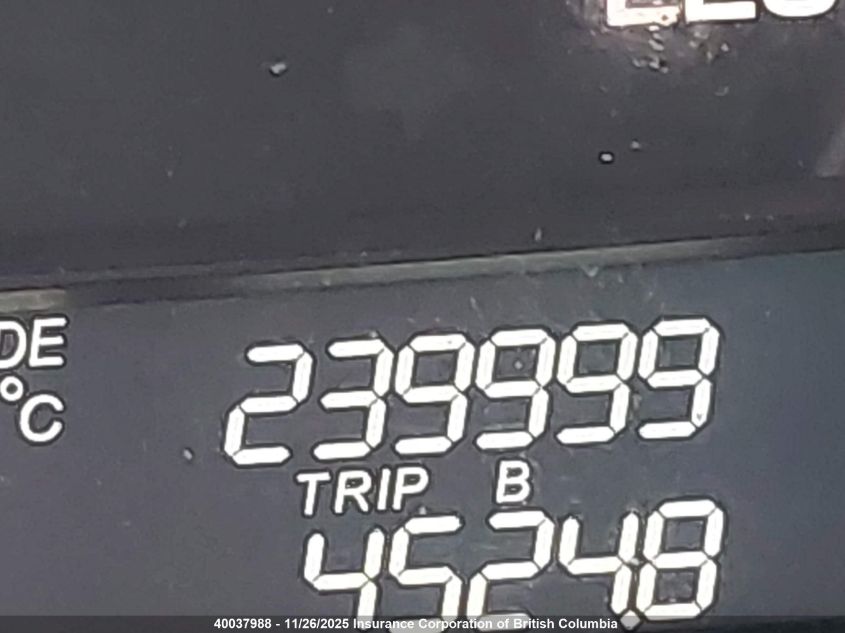 DE
°C
239999
TRIP B
45248
40037988 - 11/26/2025 Insurance Corporation of British Columbia